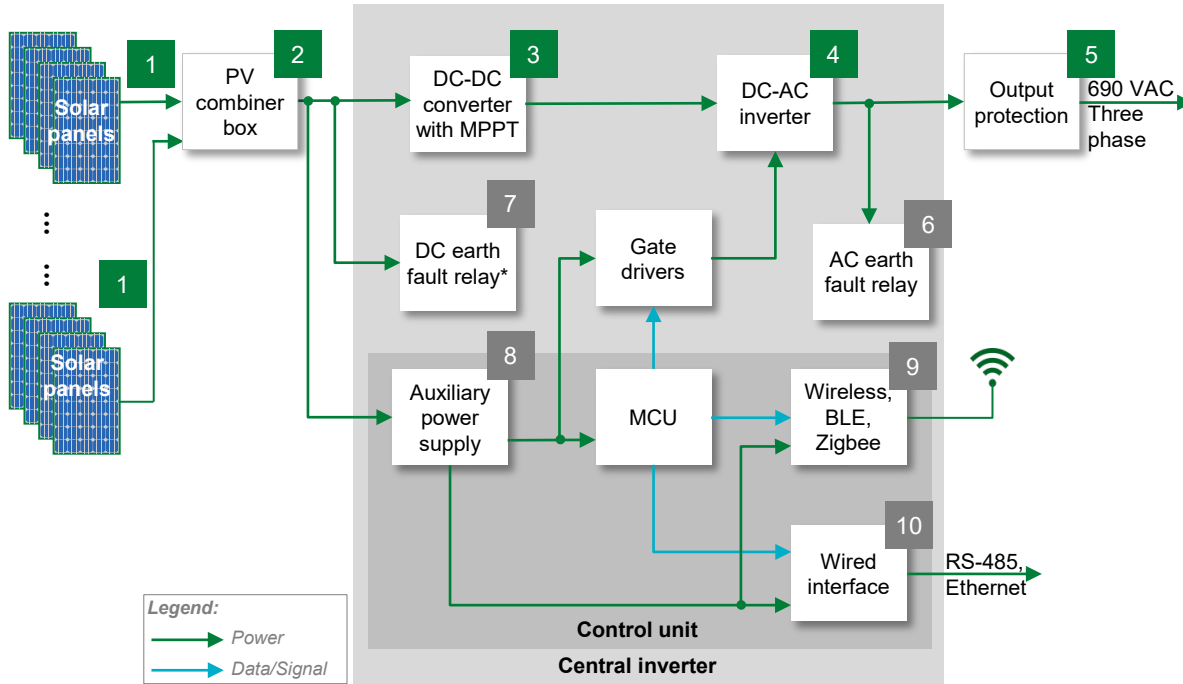 1
2
3
4
5
Solar
panels
PV
combiner
box
DC-DC
converter
with MPPT
DC-AC
inverter
Output
protection
690 VAC
Three
phase
7
6
DC earth
fault relay*
Gate
drivers
AC earth
fault relay
1
Solar
panels
8
9
Auxiliary
power
supply
MCU
Wireless,
BLE,
Zigbee
10
Wired
interface
RS-485,
Ethernet
Legend:
Power
Data/Signal
Control unit
Central inverter